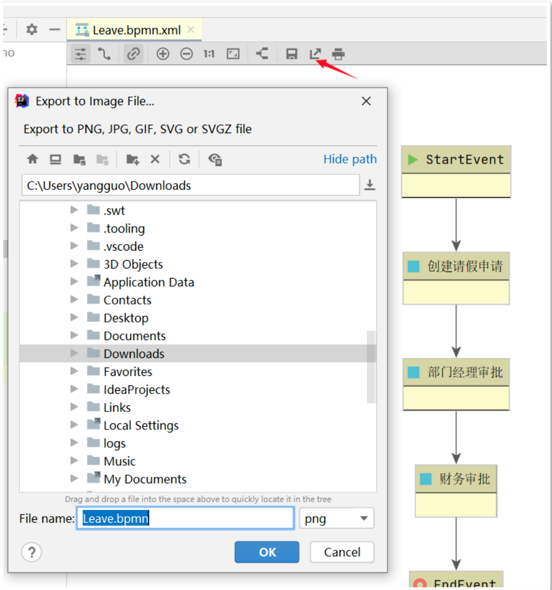 Leave.bpmn.xml
no
1:1
Export to Image File...
Export to PNG, JPG, GIF, SVG or SVGZ file
Hide path
C:\Users\yangguo\Downloads
.swt
.tooling
.vscode
3D Objects
Application Data
Contacts
Desktop
Documents
Downloads
Favorites
IdeaProjects
Links
Local Settings
logs
Music
My Documents
Drag and drop a file into the space above to quickly locate it in the tree
File name:
Leave.bpmn
png
?
OK
Cancel
StartEvent
创建请假申请
部门经理审批
财务审批
EndEvent